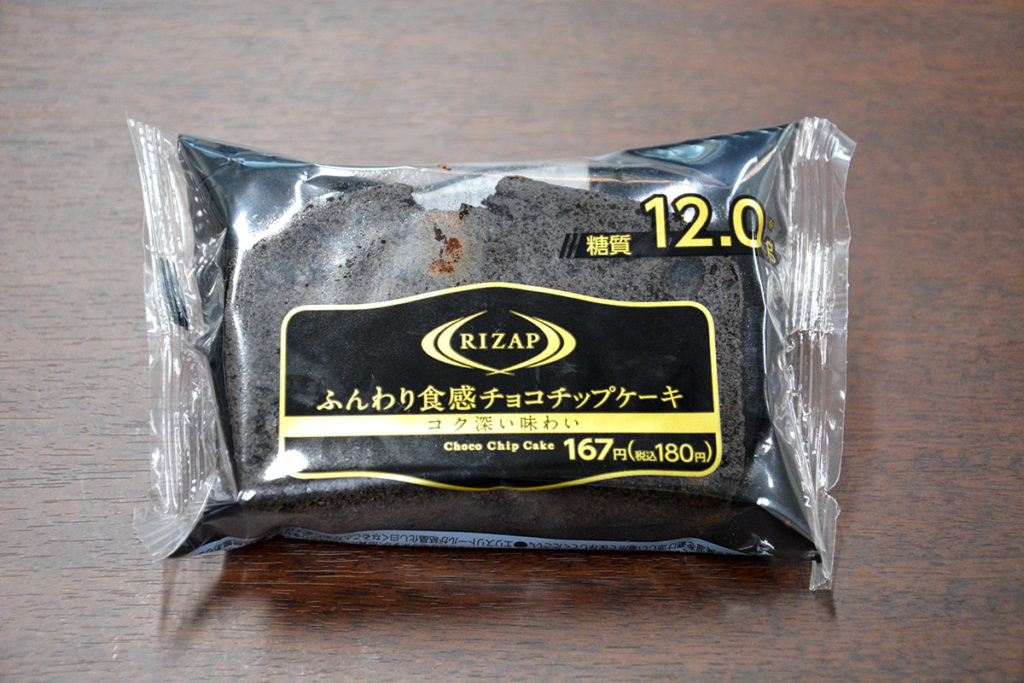 糖質 12.0g
RIZAP
ふんわり食感チョコチップケーキ
コク深い味わい
Choco Chip Cake 167円(税込180円)